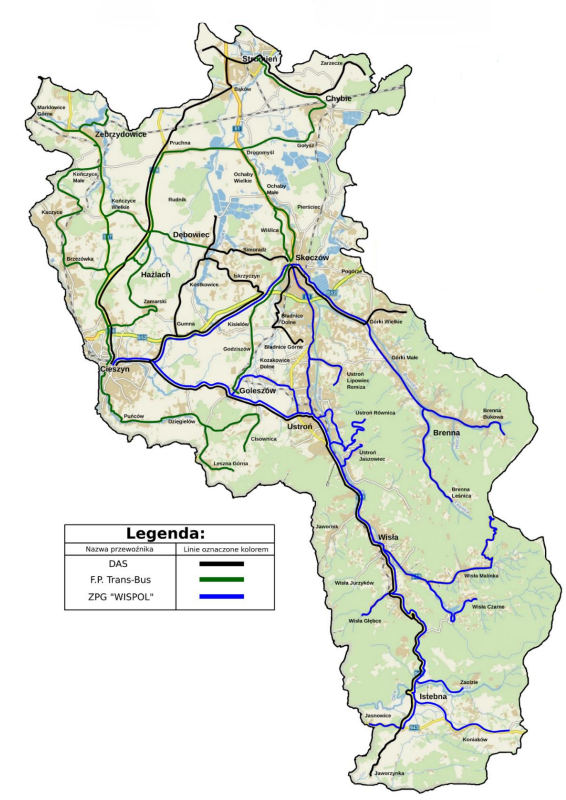 Strumień
Zarzecze
Bąków
Chybie
Marklowice
Górne
Zebrzydowice
Pruchna
Drogomyśl
Gołysz
Kończyce
Małe
Ochaby
Wielkie
Ochaby
Małe
Kończyce
Wielkie
Rudnik
Pierściec
Kaczyce
Wiślica
Dębowiec
Simoradz
Skoczów
Brzezówka
Hażlach
Iskrzyczyn
Pogórze
Kostkowice
Zamarski
Gumna
Kisielów
Bładnice
Dolne
Górki Wielkie
Godziszów
Bładnice Górne
Kozakowice
Dolne
Górki Małe
Cieszyn
Ustroń
Lipowiec
Remiza
Goleszów
Puńców
Dzięgielów
Ustroń Równica
Brenna
Bukowa
Ustroń
Brenna
Cisownica
Ustroń
Jaszowiec
Leszna Górna
Brenna
Leśnica
Legenda:
Nazwa przewoźnika
Linie oznaczone kolorem
DAS
F.P. Trans-Bus
ZPG "WISPOL"
Jawornik
Wisła
Wisła Jurzyków
Wisła Malinka
Wisła Czarne
Wisła Głębce
Zaolzie
Istebna
Jasnowice
Koniaków
Jaworzynka